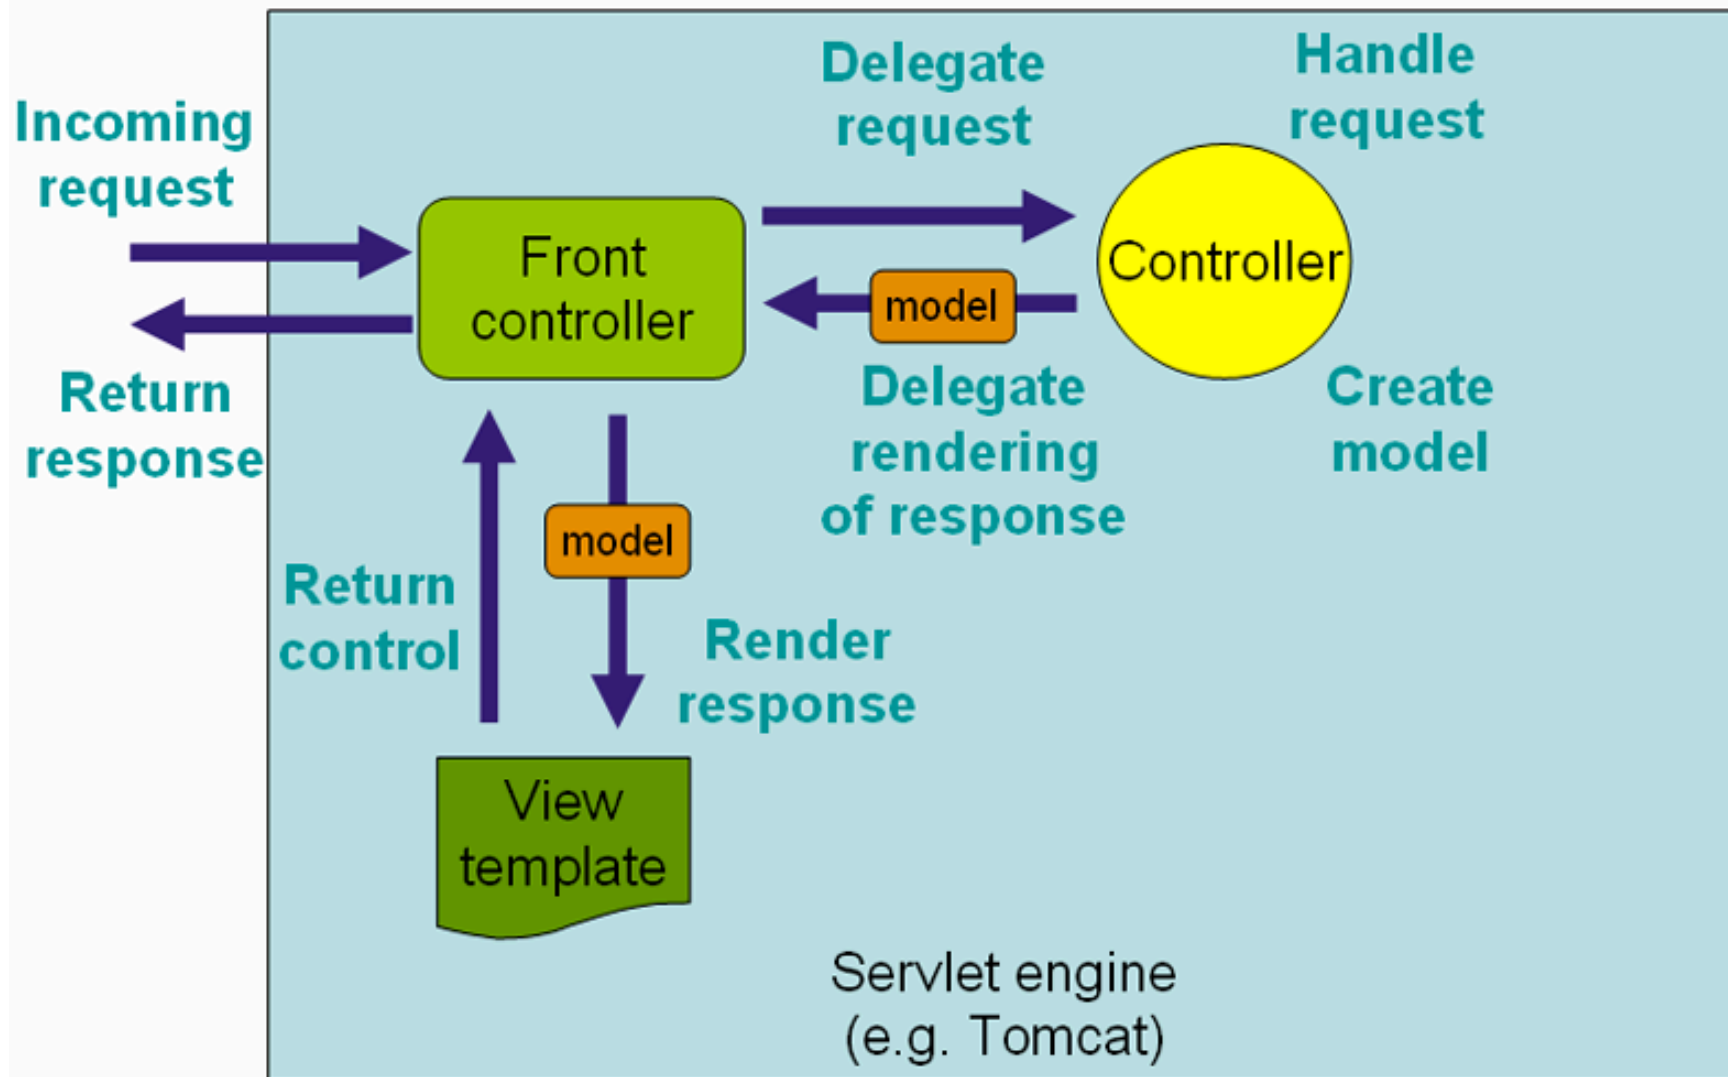 Incoming
request
Return
response
Front
controller
Delegate
request
Handle
request
Controller
model
Delegate
rendering
of response
Create
model
Return
control
model
Render
response
View
template
Servlet engine
(e.g. Tomcat)